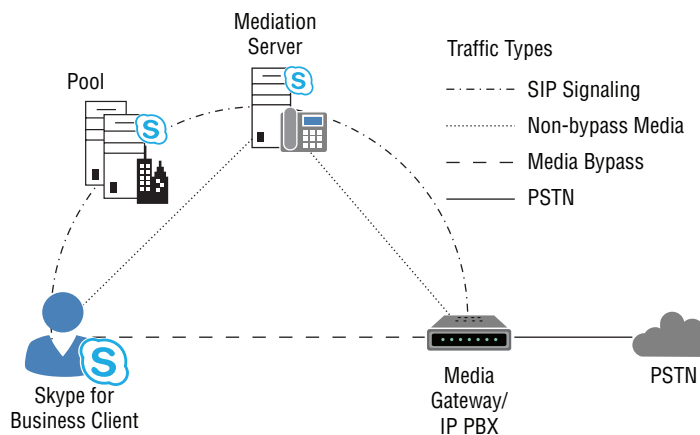 Mediation
Server
Traffic Types
Pool
SIP Signaling
Non-bypass Media
Media Bypass
PSTN
S
S
S
Skype for
Business Client
Media
Gateway/
IP PBX
PSTN